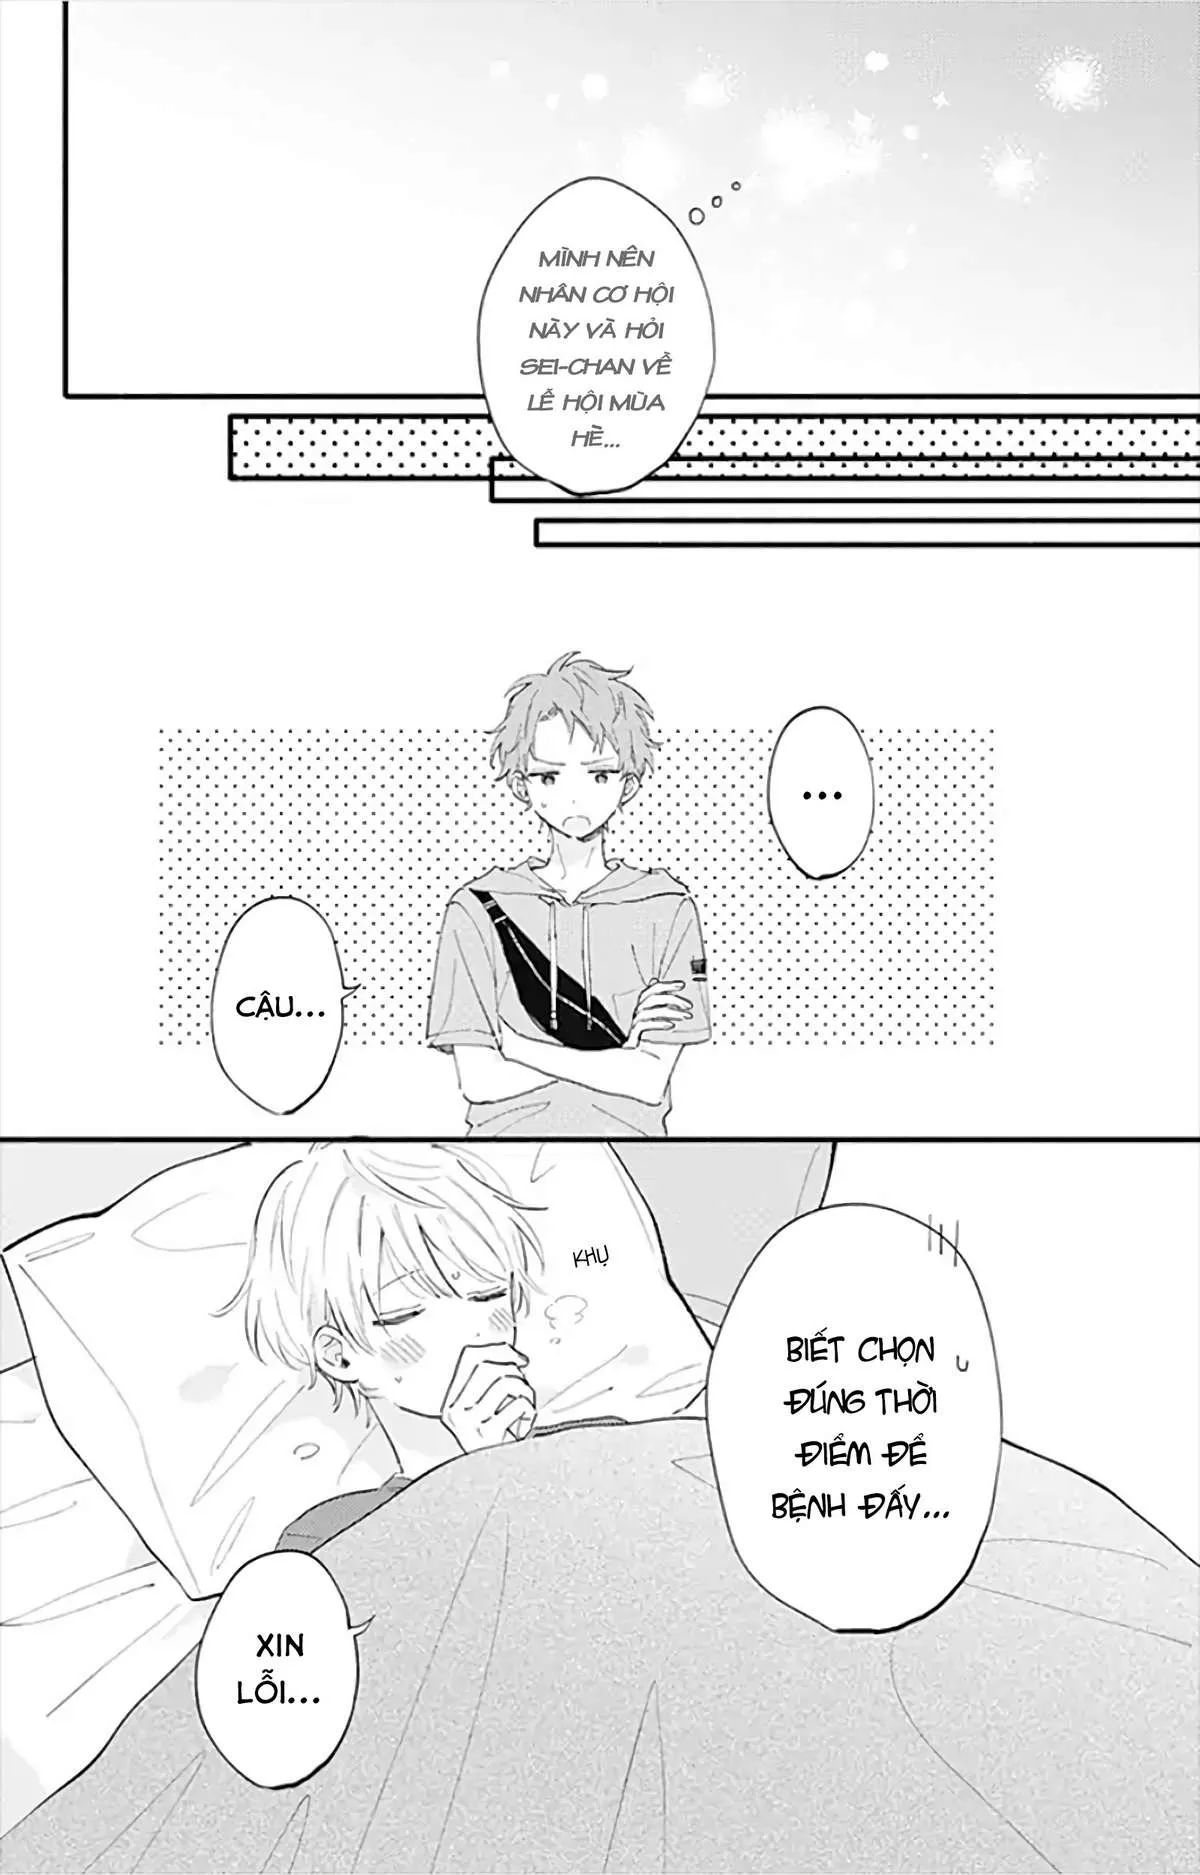 MÌNH NÊN
NHÂN CƠ HỘI
NÀY VÀ HỎI
SEI-CHAN VỀ
LỄ HỘI MÙA
HÈ...
...
CẬU...
KHỤ
BIẾT CHỌN
ĐÚNG THỜI
ĐIỂM ĐỂ
BỆNH ĐẤY...
XIN
LỖI...